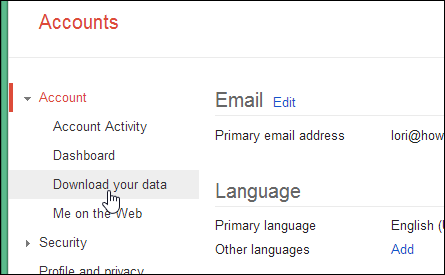 Accounts
Account
Account Activity
Dashboard
Download your data
Me on the Web
Security
Profile and privacy
Email Edit
Primary email address lori@how
Language
Primary language English (U
Other languages Add